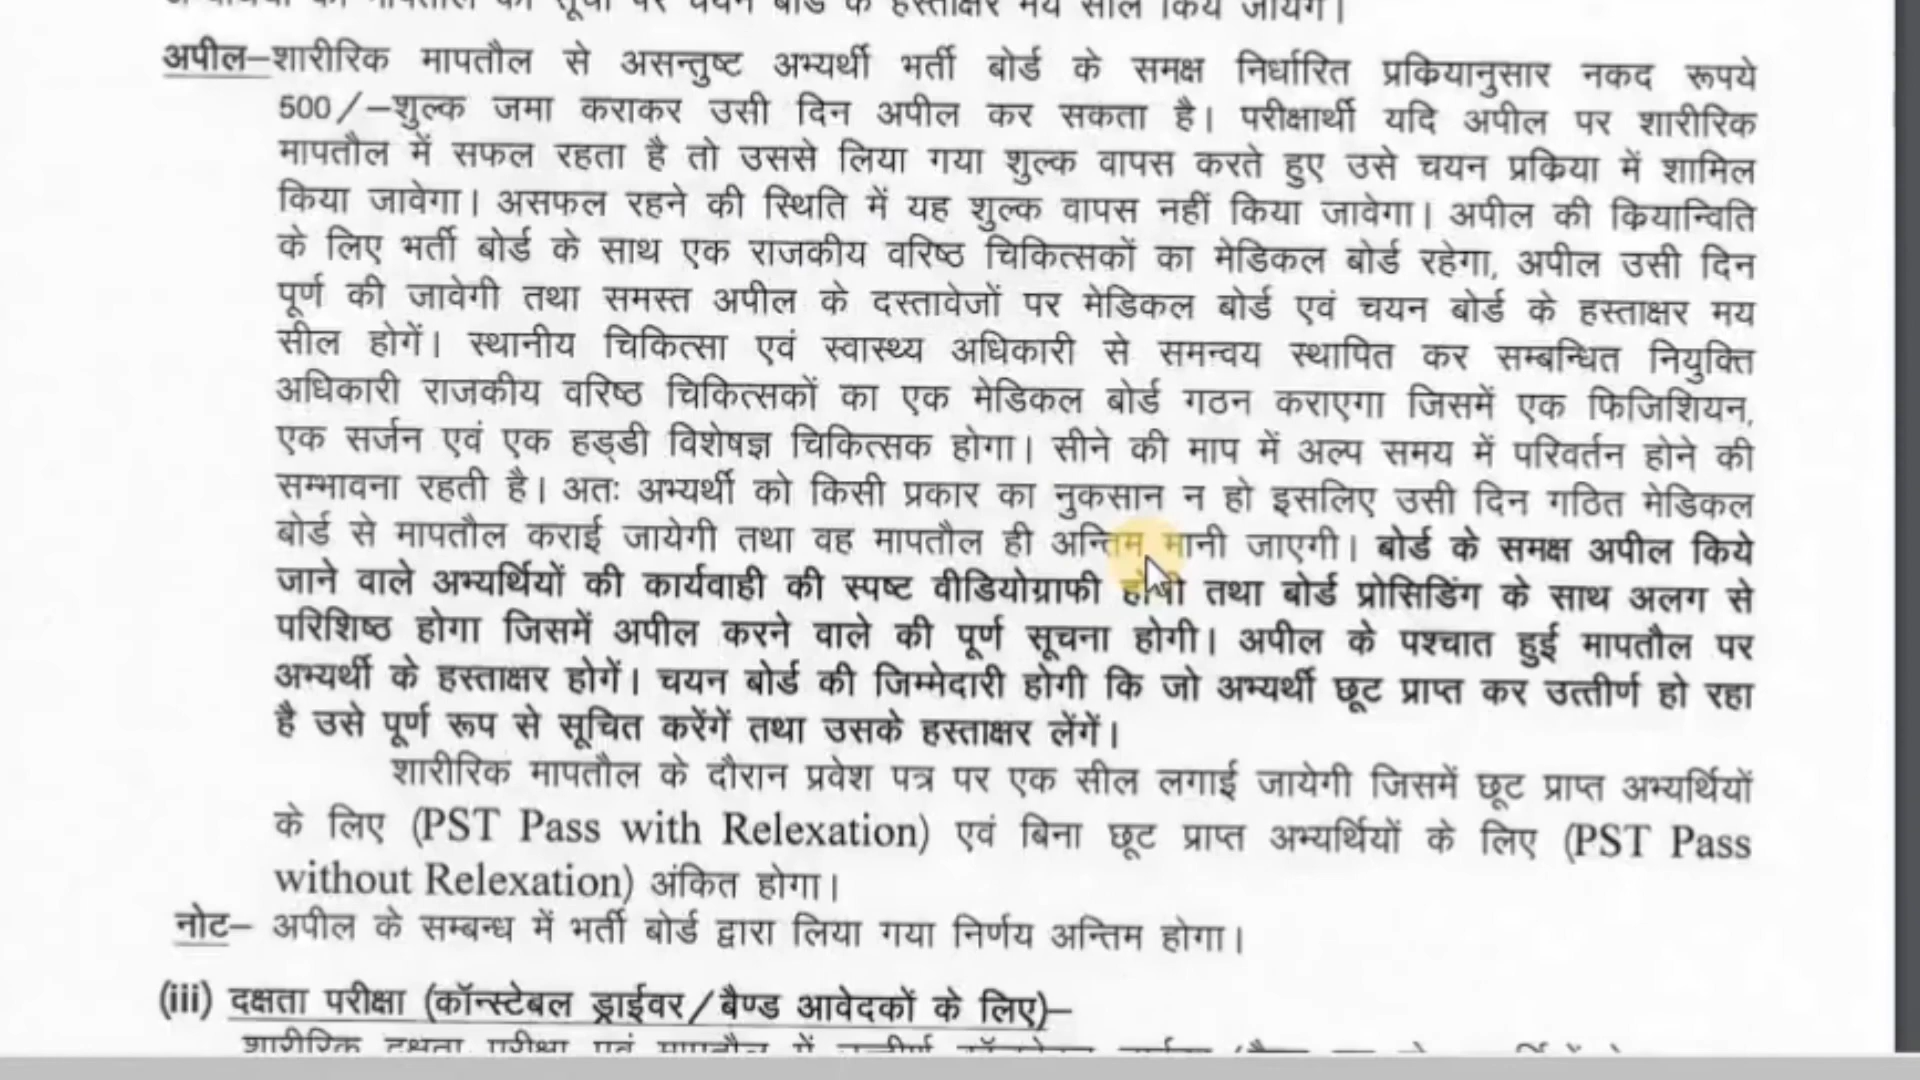 अपील–शारीरिक मापतौल से असन्तुष्ट अभ्यर्थी भर्ती बोर्ड के समक्ष निर्धारित प्रकियानुसार नकद रूपये
500/–शुल्क जमा कराकर उसी दिन अपील कर सकता है। परीक्षार्थी यदि अपील पर शारीरिक
मापतौल में सफल रहता है तो उससे लिया गया शुल्क वापस करते हुए उसे चयन प्रकिया में शामिल
किया जावेगा। असफल रहने की स्थिति में यह शुल्क वापस नहीं किया जावेगा। अपील की कियान्विति
के लिए भर्ती बोर्ड के साथ एक राजकीय वरिष्ठ चिकित्सकों का मेडिकल बोर्ड रहेगा, अपील उसी दिन
पूर्ण की जावेगी तथा समस्त अपील के दस्तावेजों पर मेडिकल बोर्ड एवं चयन बोर्ड के हस्ताक्षर मय
सील होगें। स्थानीय चिकित्सा एवं स्वास्थ्य अधिकारी से समन्वय स्थापित कर सम्बन्धित नियुक्ति
अधिकारी राजकीय वरिष्ठ चिकित्सकों का एक मेडिकल बोर्ड गठन कराएगा जिसमें एक फिजिशियन,
एक सर्जन एवं एक हड्डी विशेषज्ञ चिकित्सक होगा। सीने की माप में अल्प समय में परिवर्तन होने की
सम्भावना रहती है। अतः अभ्यर्थी को किसी प्रकार का नुकसान न हो इसलिए उसी दिन गठित मेडिकल
बोर्ड से मापतौल कराई जायेगी तथा वह मापतौल ही अन्तिम मानी जाएगी। बोर्ड के समक्ष अपील किये
जाने वाले अभ्यर्थियों की कार्यवाही की स्पष्ट वीडियोग्राफी होगी तथा बोर्ड प्रोसिडिंग के साथ अलग से
परिशिष्ठ होगा जिसमें अपील करने वाले की पूर्ण सूचना होगी। अपील के पश्चात हुई मापतौल पर
अभ्यर्थी के हस्ताक्षर होगें। चयन बोर्ड की जिम्मेदारी होगी कि जो अभ्यर्थी छूट प्राप्त कर उत्तीर्ण हो रहा
है उसे पूर्ण रूप से सूचित करेंगें तथा उसके हस्ताक्षर लेंगें।
शारीरिक मापतौल के दौरान प्रवेश पत्र पर एक सील लगाई जायेगी जिसमें छूट प्राप्त अभ्यर्थियों
के लिए (PST Pass with Relexation) एवं बिना छूट प्राप्त अभ्यर्थियों के लिए (PST Pass
without Relexation) अंकित होगा।
नोट– अपील के सम्बन्ध में भर्ती बोर्ड द्वारा लिया गया निर्णय अन्तिम होगा।
(iii) दक्षता परीक्षा (कॉन्स्टेबल ड्राईवर/बैण्ड आवेदकों के लिए)–